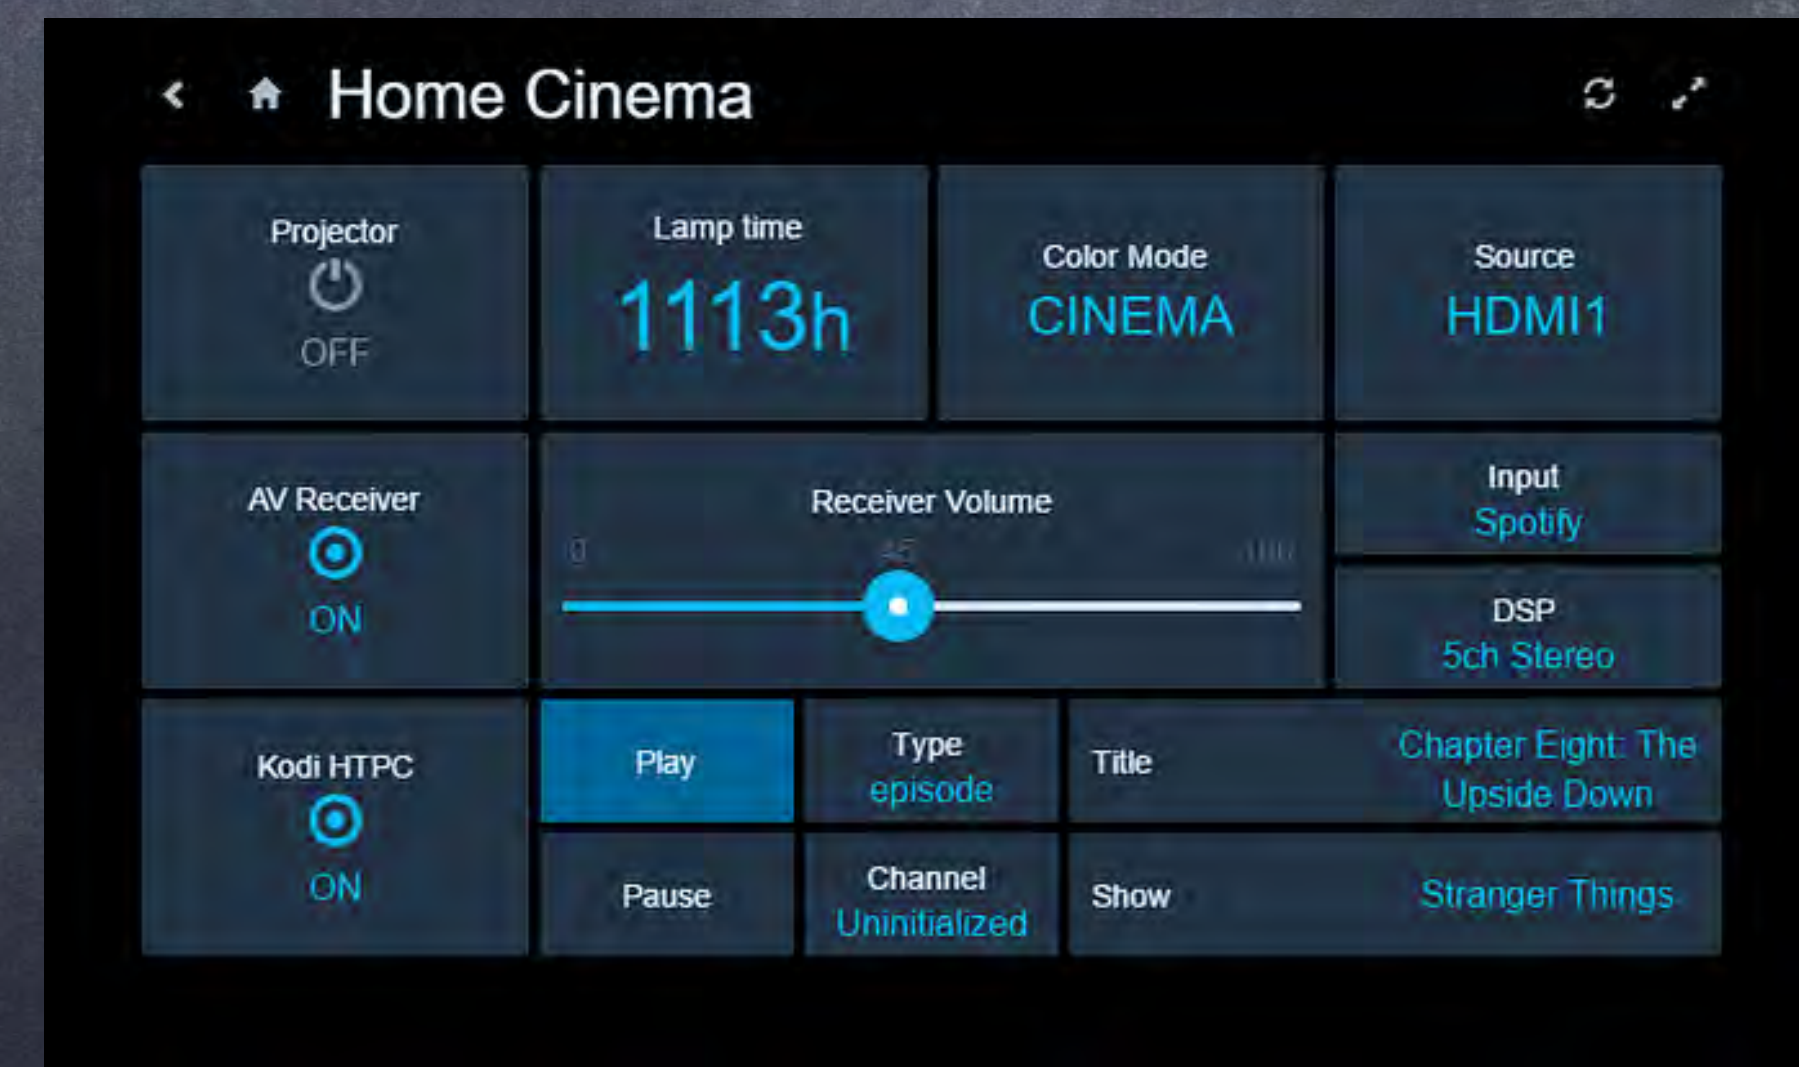 Home Cinema
Projector
OFF
Lamp time
1113h
Color Mode
CINEMA
Source
HDMI1
AV Receiver
ON
Receiver Volume
0 45 100
Input
Spotify
DSP
5ch Stereo
Kodi HTPC
ON
Play
Pause
Type
episode
Channel
Uninitialized
Title
Chapter Eight: The
Upside Down
Show
Stranger Things